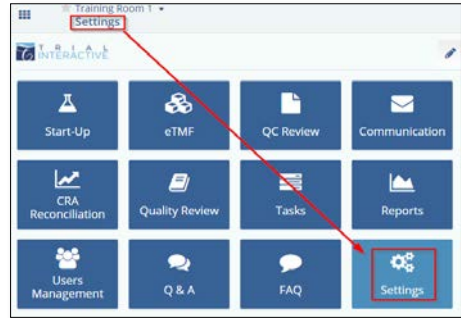 Training Room 1
Settings
TRIAL
INTERACTIVE
Start-Up
eTMF
QC Review
Communication
CRA
Reconciliation
Quality Review
Tasks
Reports
Users
Management
Q & A
FAQ
Settings